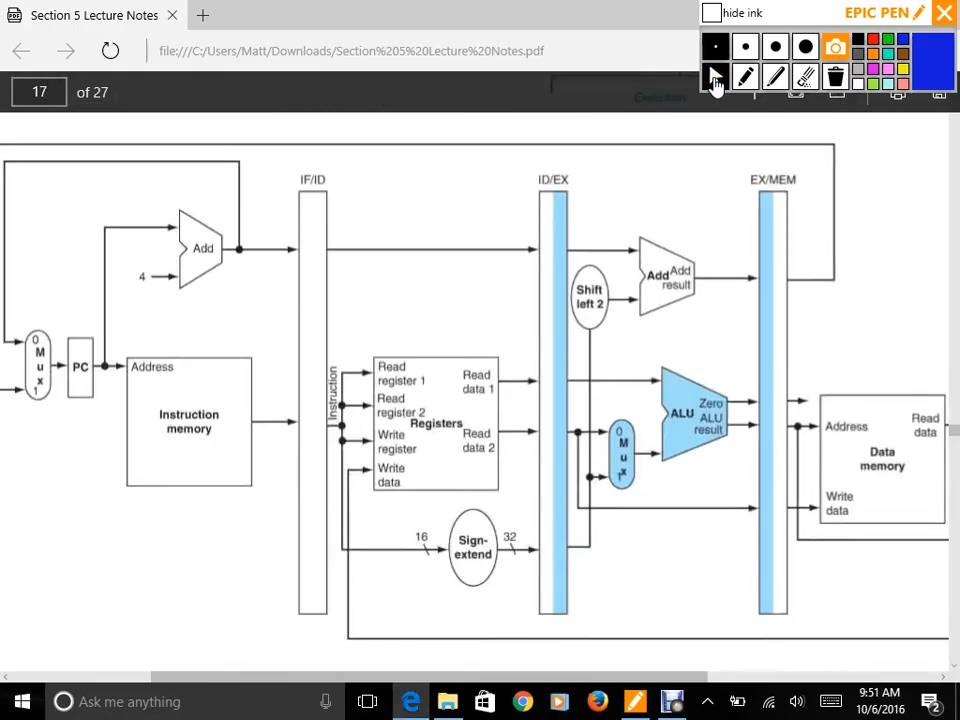 Section 5 Lecture Notes
hide ink
EPIC PEN
file:///C:/Users/Matt/Downloads/Section%205%20Lecture%20Notes.pdf
17 of 27
Execution
IF/ID
ID/EX
EX/MEM
Add
4
Add Add result
Shift left 2
0
M
u
x
1
PC
Address
Instruction memory
Instruction
Read register 1
Read register 2
Write register
Write data
Registers
Read data 1
Read data 2
0
M
u
x
1
ALU
Zero
ALU result
Address
Read data
Data memory
Write data
16
Sign-extend
32
Ask me anything
9:51 AM
10/6/2016
2